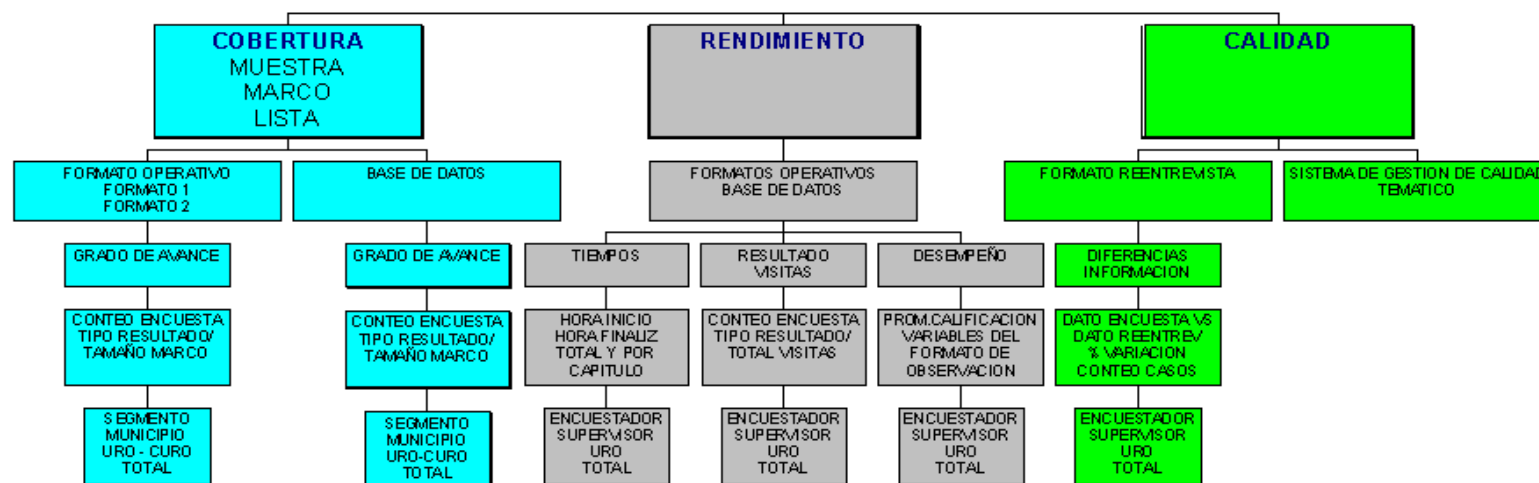 COBERTURA
MUESTRA
MARCO
LISTA
RENDIMIENTO
CALIDAD
FORMATO OPERATIVO
FORMATO 1
FORMATO 2
BASE DE DATOS
FORMATOS OPERATIVOS
BASE DE DATOS
FORMATO REENTREVISTA
SISTEMA DE GESTION DE CALIDAD
TEMATICO
GRADO DE AVANCE
GRADO DE AVANCE
TIEMPOS
RESULTADO
VISITAS
DESEMPEÑO
DIFERENCIAS
INFORMACION
CONTEO ENCUESTA
TIPO RESULTADO/
TAMAÑO MARCO
CONTEO ENCUESTA
TIPO RESULTADO/
TAMAÑO MARCO
HORA INICIO
HORA FINALIZ
TOTAL Y POR
CAPITULO
CONTEO ENCUESTA
TIPO RESULTADO/
TOTAL VISITAS
PROM.CALIFICACION
VARIABLES DEL
FORMATO DE
OBSERVACION
DATO ENCUESTA VS
DATO REENTREV
% VARIACION
CONTEO CASOS
SEGMENTO
MUNICIPIO
URO - CURO
TOTAL
SEGMENTO
MUNICIPIO
URO-CURO
TOTAL
ENCUESTADOR
SUPERVISOR
URO
TOTAL
ENCUESTADOR
SUPERVISOR
URO
TOTAL
ENCUESTADOR
SUPERVISOR
URO
TOTAL
ENCUESTADOR
SUPERVISOR
URO
TOTAL